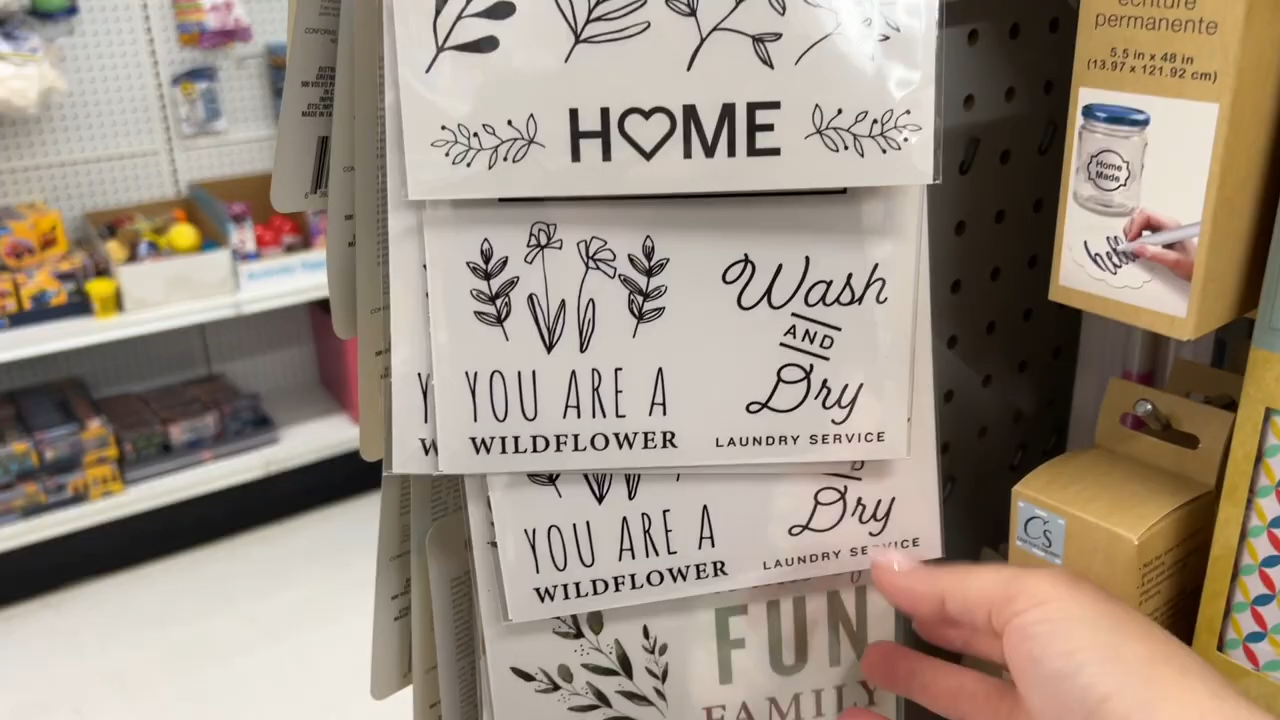 écriture
permanente
5.5 in x 48 in
(13.97 x 121.92 cm)
Home
Made
hello
HOME
YOU ARE A
WILDFLOWER
Wash
AND
Dry
LAUNDRY SERVICE
Y
W
YOU ARE A
WILDFLOWER
Dry
LAUNDRY SERVICE
FUN
FAMILY
Cs